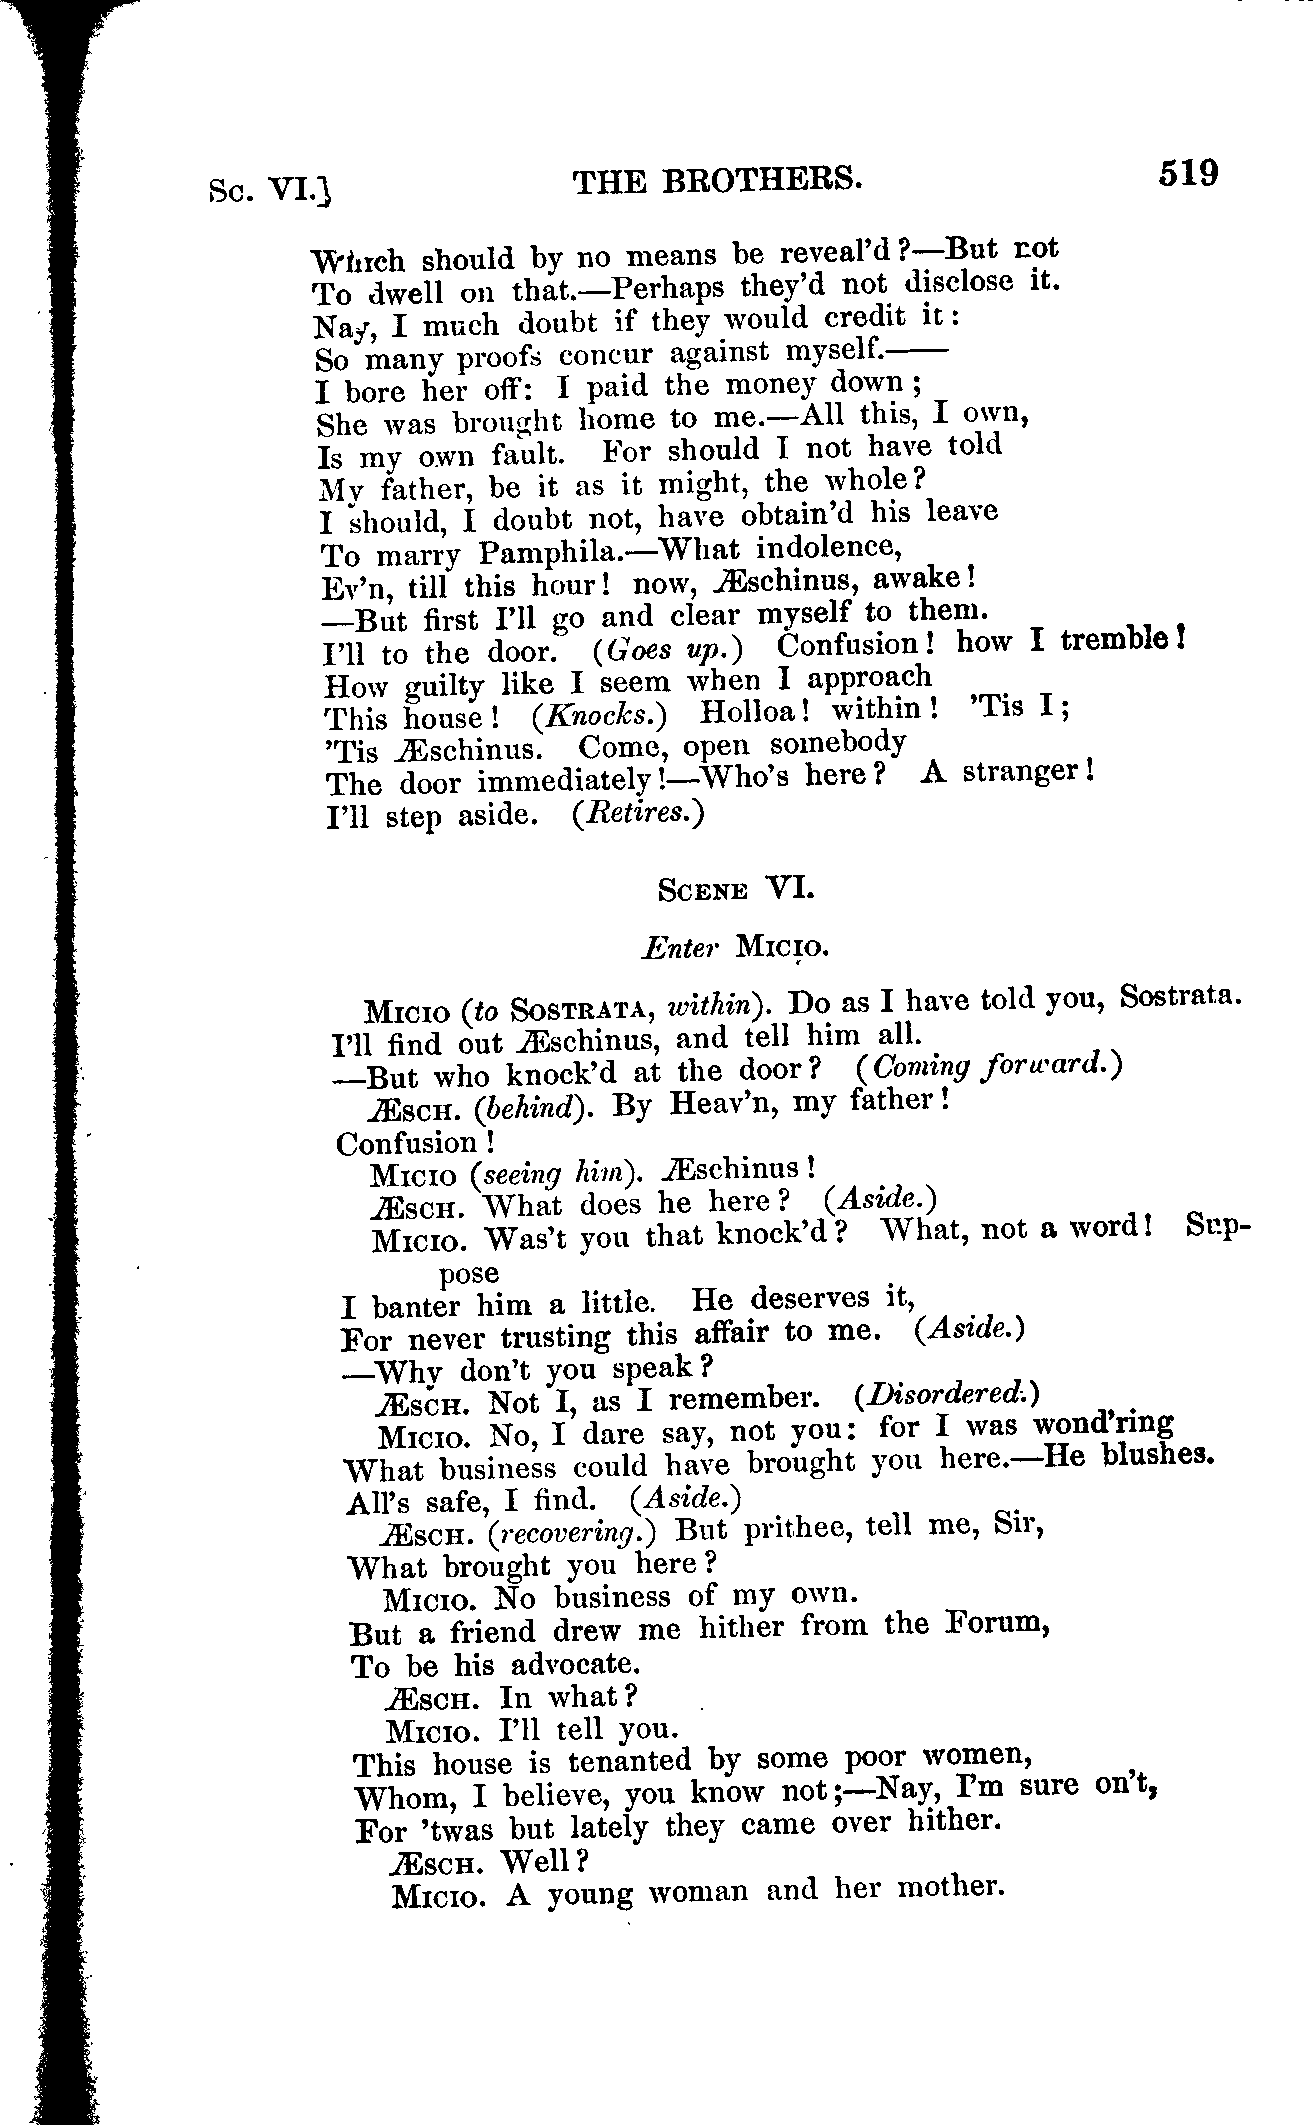 Sc. VI.] THE BROTHERS. 519
Which should by no means be reveal'd?—But not
To dwell on that.—Perhaps they'd not disclose it.
Nay, I much doubt if they would credit it:
So many proofs concur against myself.——
I bore her off: I paid the money down;
She was brought home to me.—All this, I own,
Is my own fault. For should I not have told
My father, be it as it might, the whole?
I should, I doubt not, have obtain'd his leave
To marry Pamphila.—What indolence,
Ev'n, till this hour! now, Æschinus, awake!
—But first I'll go and clear myself to them.
I'll to the door. (Goes up.) Confusion! how I tremble!
How guilty like I seem when I approach
This house! (Knocks.) Holloa! within! 'Tis I;
'Tis Æschinus. Come, open somebody
The door immediately!—Who's here? A stranger!
I'll step aside. (Retires.)
Scene VI.
Enter Micio.
Micio (to Sostrata, within). Do as I have told you, Sostrata.
I'll find out Æschinus, and tell him all.
—But who knock'd at the door? (Coming forward.)
Æsch. (behind). By Heav'n, my father!
Confusion!
Micio (seeing him). Æschinus!
Æsch. What does he here? (Aside.)
Micio. Was't you that knock'd? What, not a word! Sup-
pose
I banter him a little. He deserves it,
For never trusting this affair to me. (Aside.)
—Why don't you speak?
Æsch. Not I, as I remember. (Disordered.)
Micio. No, I dare say, not you: for I was wond'ring
What business could have brought you here.—He blushes.
All's safe, I find. (Aside.)
Æsch. (recovering.) But prithee, tell me, Sir,
What brought you here?
Micio. No business of my own.
But a friend drew me hither from the Forum,
To be his advocate.
Æsch. In what?
Micio. I'll tell you.
This house is tenanted by some poor women,
Whom, I believe, you know not;—Nay, I'm sure on't,
For 'twas but lately they came over hither.
Æsch. Well?
Micio. A young woman and her mother.